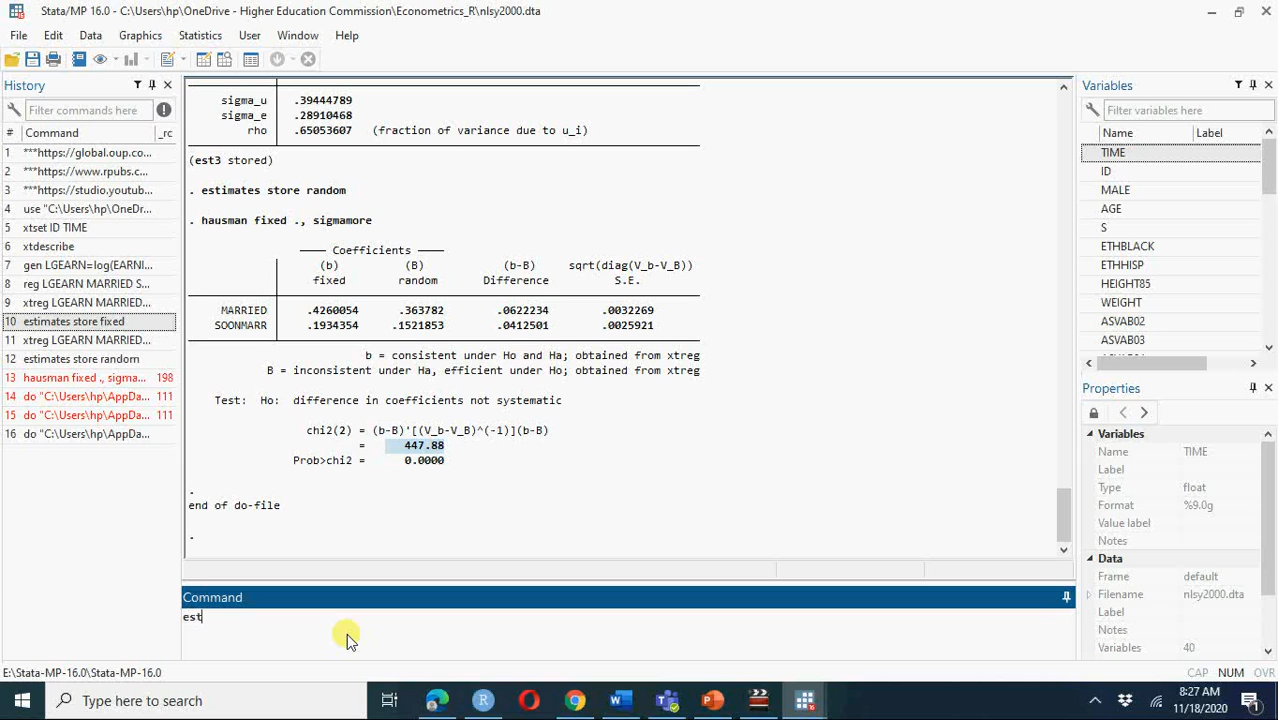 Stata/MP 16.0 - C:\Users\hp\OneDrive - Higher Education Commission\Econometrics_R\nlsy2000.dta
File Edit Data Graphics Statistics User Window Help
History
Filter commands here
# Command _rc
1 ***https://global.oup.co...
2 ***https://www.rpubs.c...
3 ***https://studio.youtub...
4 use "C:\Users\hp\OneDr...
5 xtset ID TIME
6 xtdescribe
7 gen LGEARN=log(EARNI...
8 reg LGEARN MARRIED S...
9 xtreg LGEARN MARRIED...
10 estimates store fixed
11 xtreg LGEARN MARRIED...
12 estimates store random
13 hausman fixed ., sigma... 198
14 do "C:\Users\hp\AppDa... 111
15 do "C:\Users\hp\AppDa... 111
16 do "C:\Users\hp\AppDa...
sigma_u .39444789
sigma_e .28910468
rho .65053607 (fraction of variance due to u_i)
(est3 stored)
. estimates store random
. hausman fixed ., sigmamore
Coefficients
(b) (B) (b-B) sqrt(diag(V_b-V_B))
fixed random Difference S.E.
MARRIED .4260054 .363782 .0622234 .0032269
SOONMARR .1934354 .1521853 .0412501 .0025921
b = consistent under Ho and Ha; obtained from xtreg
B = inconsistent under Ha, efficient under Ho; obtained from xtreg
Test: Ho: difference in coefficients not systematic
chi2(2) = (b-B)'[(V_b-V_B)^(-1)](b-B)
= 447.88
Prob>chi2 = 0.0000
.
end of do-file
.
Command
est
Variables
Filter variables here
Name Label
TIME
ID
MALE
AGE
S
ETHBLACK
ETHHISP
HEIGHT85
WEIGHT
ASVAB02
ASVAB03
Properties
Variables
Name TIME
Label
Type float
Format %9.0g
Value label
Notes
Data
Frame default
Filename nlsy2000.dta
Label
Notes
Variables 40
E:\Stata-MP-16.0\Stata-MP-16.0
CAP NUM OVR
Type here to search
8:27 AM
11/18/2020